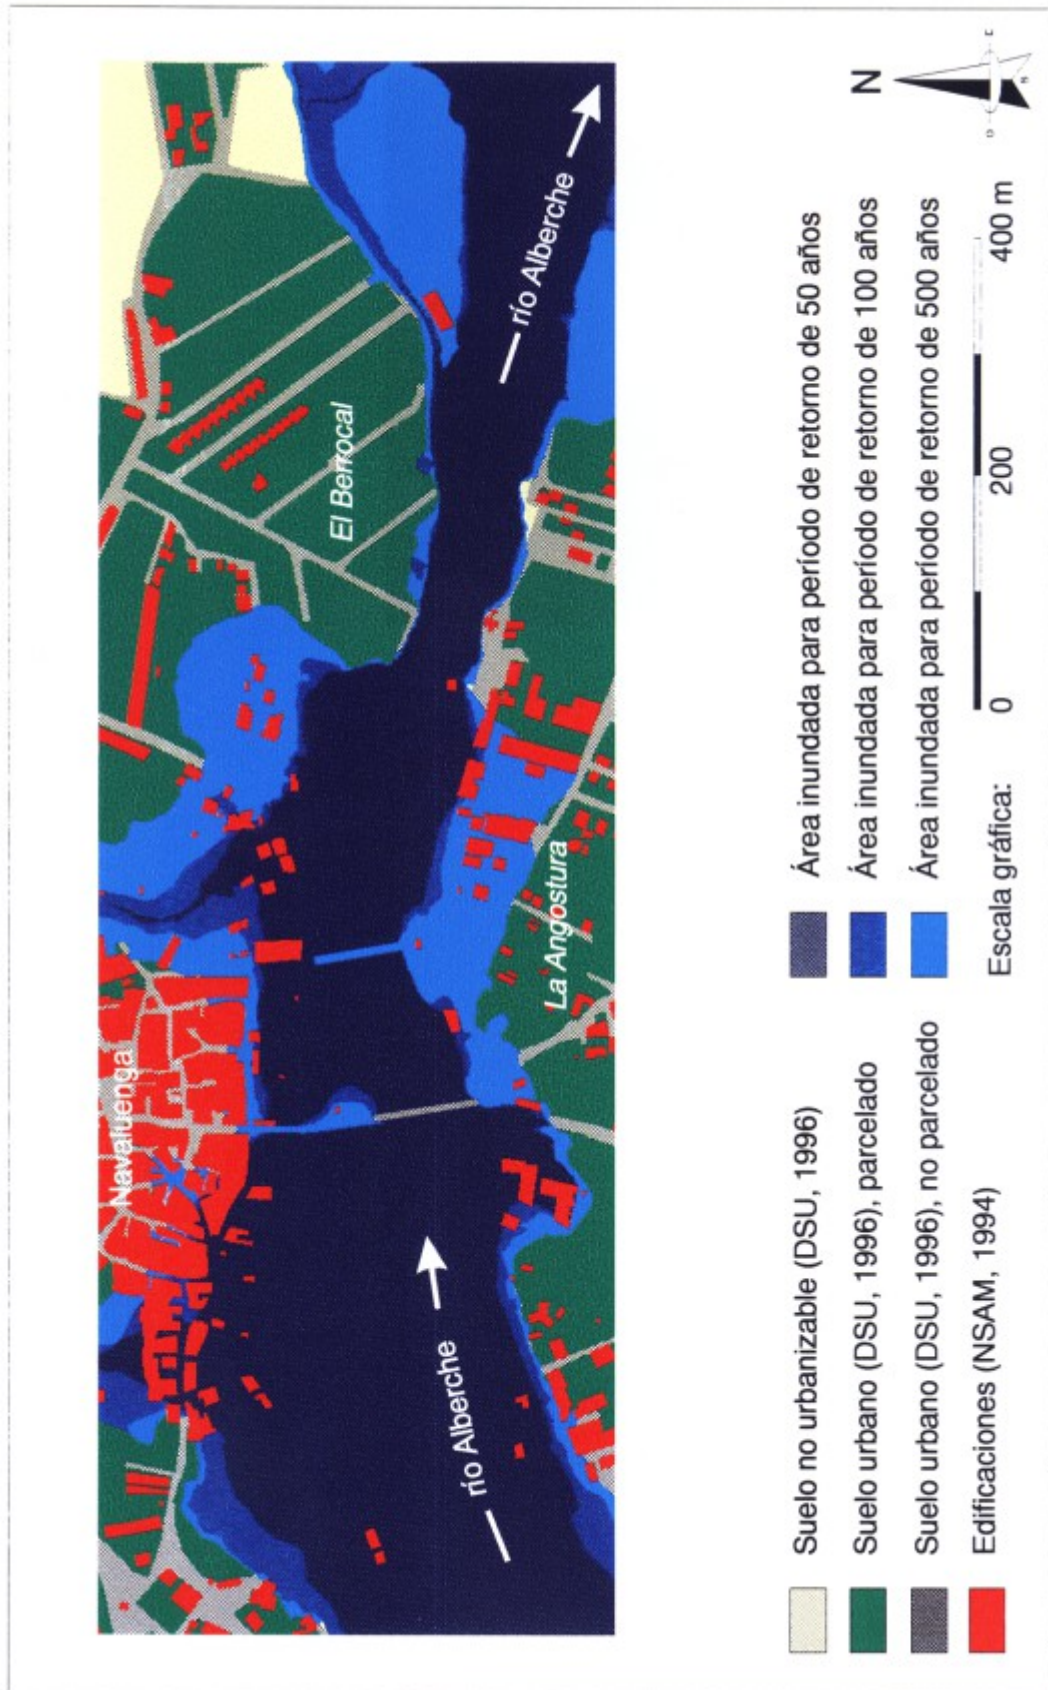 Navaluenga
El Berrocal
La Angostura
río Alberche
río Alberche
Suelo no urbanizable (DSU, 1996)
Suelo urbano (DSU, 1996), parcelado
Suelo urbano (DSU, 1996), no parcelado
Edificaciones (NSAM, 1994)
Área inundada para período de retorno de 50 años
Área inundada para período de retorno de 100 años
Área inundada para período de retorno de 500 años
Escala gráfica:
0
200
400 m
N
O
E
S